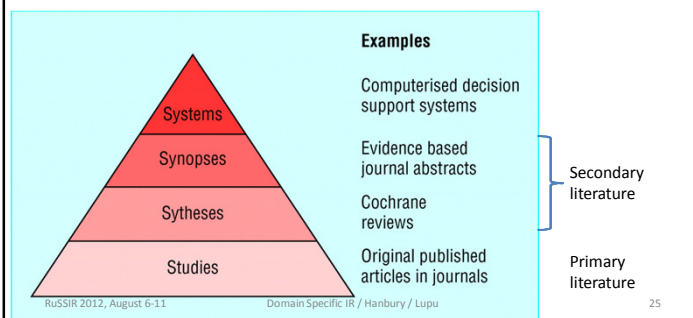 Examples
Systems
Computerised decision
support systems
Synopses
Evidence based
journal abstracts
Secondary
literature
Sytheses
Cochrane
reviews
Studies
Original published
articles in journals
Primary
literature
RuSSIR 2012, August 6-11
Domain Specific IR / Hanbury / Lupu
25